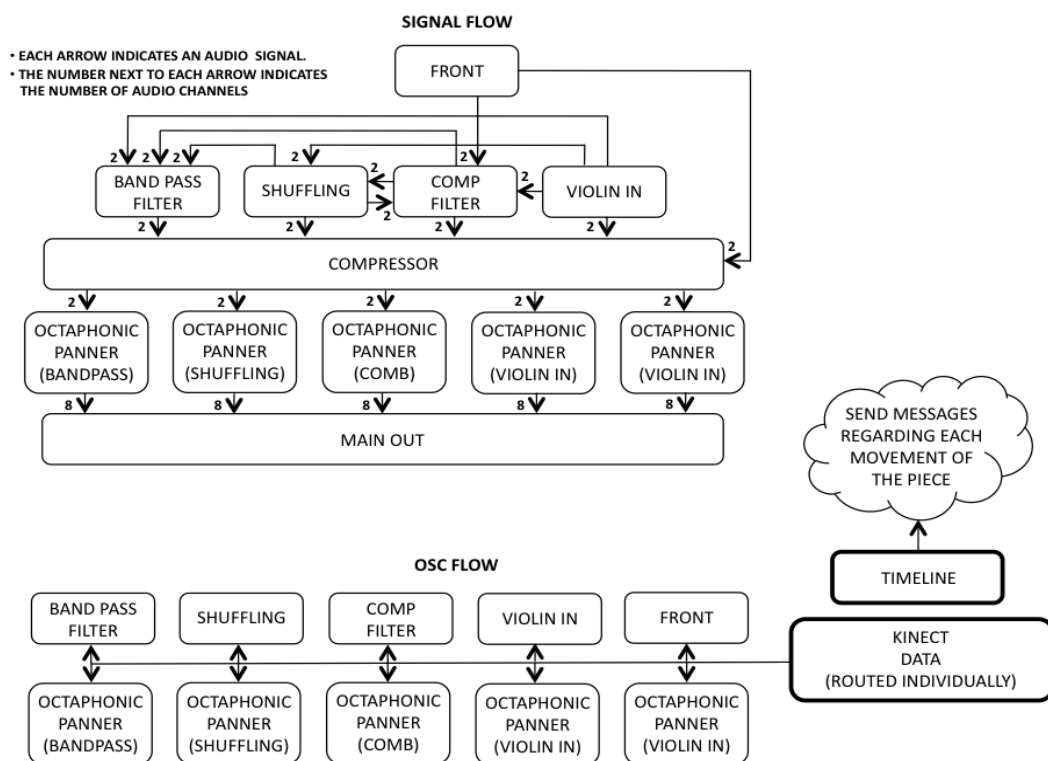 SIGNAL FLOW
• EACH ARROW INDICATES AN AUDIO SIGNAL.
• THE NUMBER NEXT TO EACH ARROW INDICATES
THE NUMBER OF AUDIO CHANNELS
FRONT
2 2 2 2 2
2 2
BAND PASS
FILTER
SHUFFLING
COMP
FILTER
VIOLIN IN
2
2 2 2 2
2
COMPRESSOR
2 2 2 2 2
OCTAPHONIC
PANNER
(BANDPASS)
OCTAPHONIC
PANNER
(SHUFFLING)
OCTAPHONIC
PANNER
(COMB)
OCTAPHONIC
PANNER
(VIOLIN IN)
OCTAPHONIC
PANNER
(VIOLIN IN)
8 8 8 8 8
MAIN OUT
SEND MESSAGES
REGARDING EACH
MOVEMENT OF
THE PIECE
TIMELINE
OSC FLOW
BAND PASS
FILTER
SHUFFLING
COMP
FILTER
VIOLIN IN
FRONT
KINECT
DATA
(ROUTED INDIVIDUALLY)
OCTAPHONIC
PANNER
(BANDPASS)
OCTAPHONIC
PANNER
(SHUFFLING)
OCTAPHONIC
PANNER
(COMB)
OCTAPHONIC
PANNER
(VIOLIN IN)
OCTAPHONIC
PANNER
(VIOLIN IN)